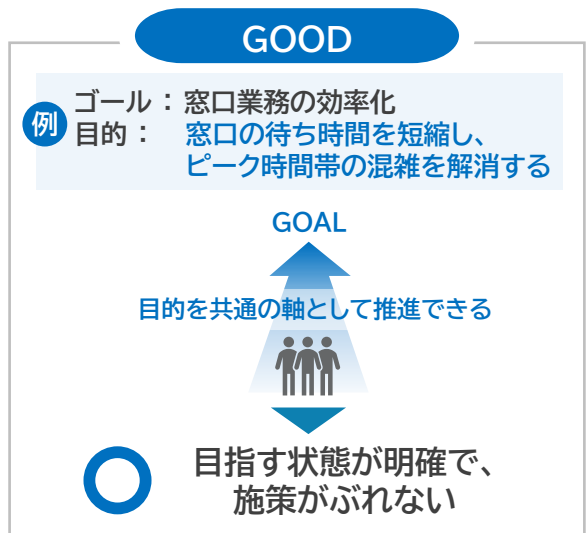 GOOD
例
ゴール：窓口業務の効率化
目的：窓口の待ち時間を短縮し、
ピーク時間帯の混雑を解消する
GOAL
目的を共通の軸として推進できる
目指す状態が明確で、
施策がぶれない